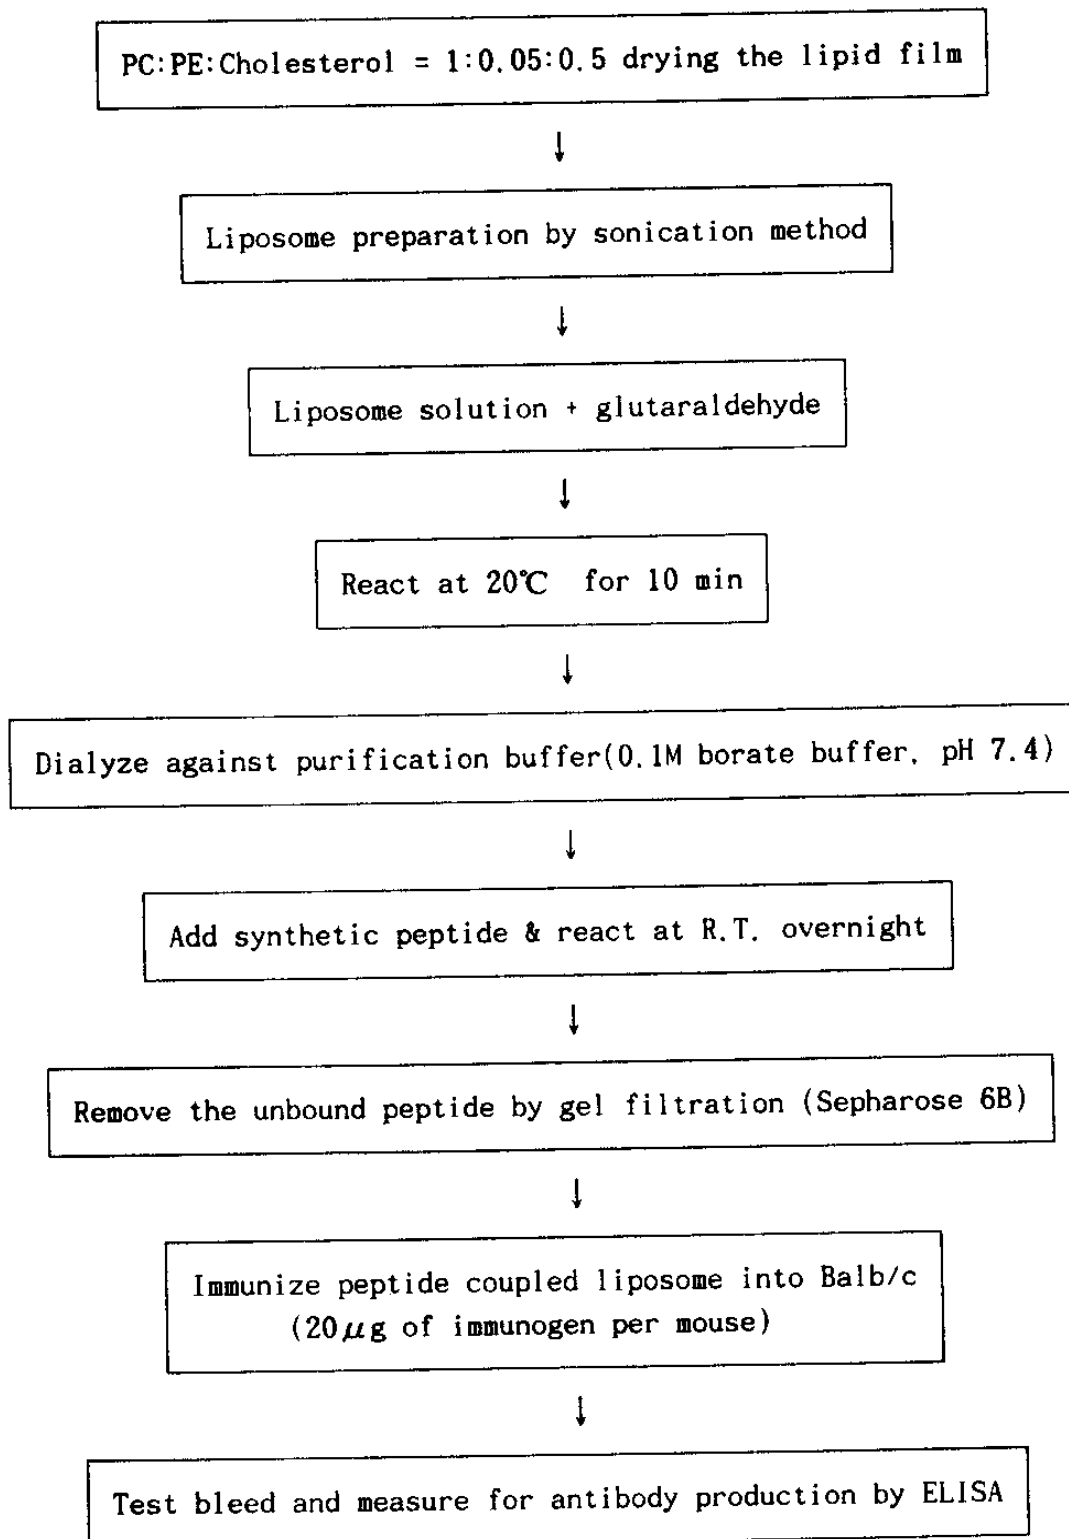 PC:PE:Cholesterol = 1:0.05:0.5 drying the lipid film
↓
Liposome preparation by sonication method
↓
Liposome solution + glutaraldehyde
↓
React at 20℃ for 10 min
↓
Dialyze against purification buffer(0.1M borate buffer, pH 7.4)
↓
Add synthetic peptide & react at R.T. overnight
↓
Remove the unbound peptide by gel filtration (Sepharose 6B)
↓
Immunize peptide coupled liposome into Balb/c
(20μg of immunogen per mouse)
↓
Test bleed and measure for antibody production by ELISA